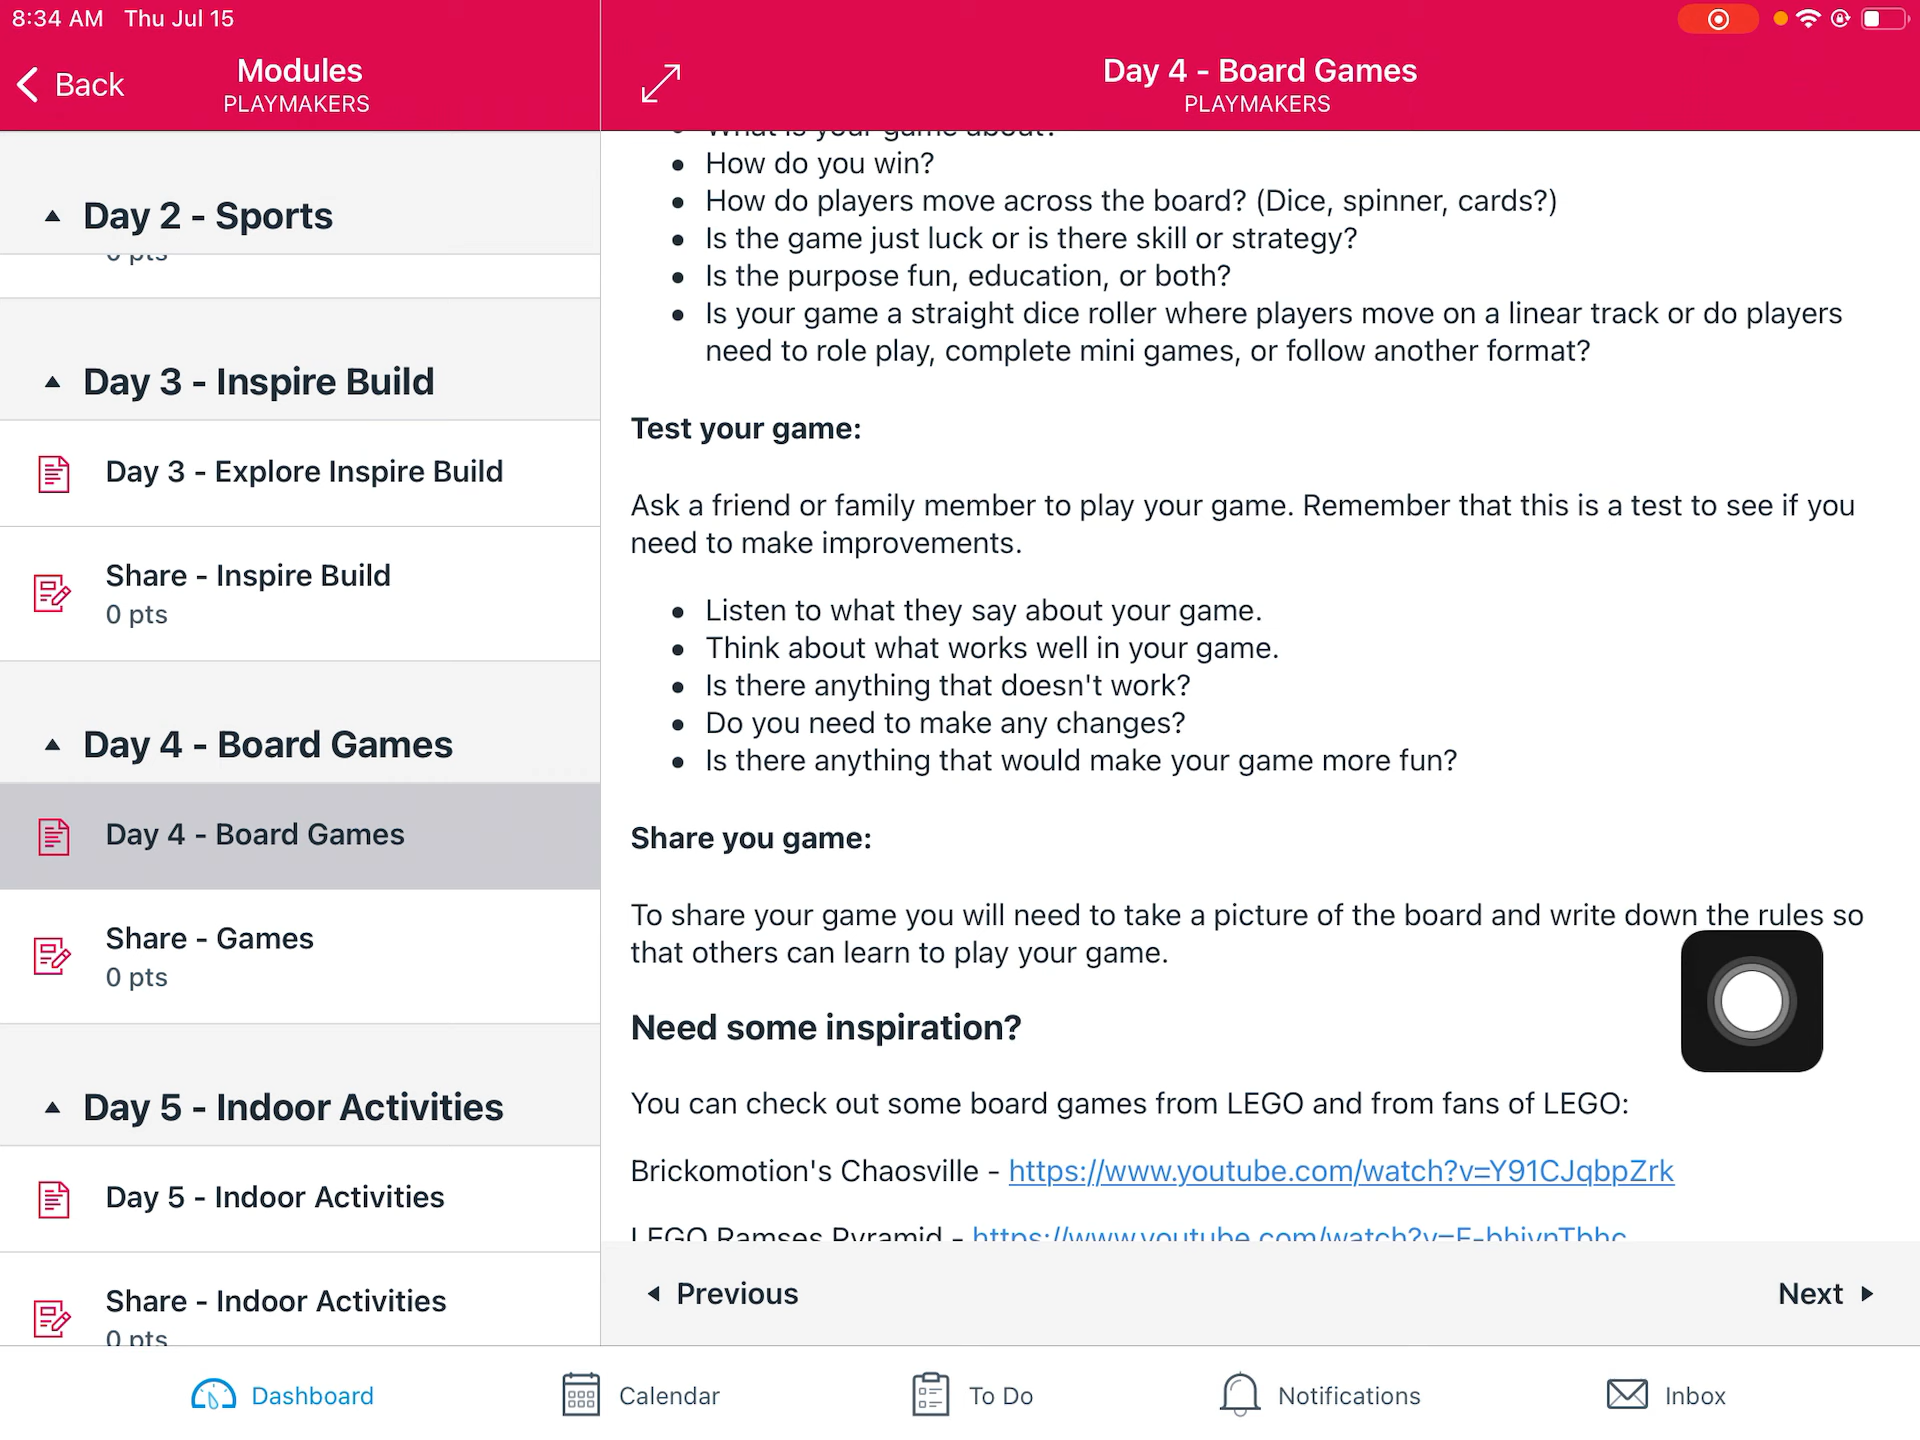 8:34 AM Thu Jul 15
Back
Modules
PLAYMAKERS
Day 2 - Sports
0 pts
Day 3 - Inspire Build
Day 3 - Explore Inspire Build
Share - Inspire Build
0 pts
Day 4 - Board Games
Day 4 - Board Games
Share - Games
0 pts
Day 5 - Indoor Activities
Day 5 - Indoor Activities
Share - Indoor Activities
0 pts
Day 4 - Board Games
PLAYMAKERS
What is your game about?
How do you win?
How do players move across the board? (Dice, spinner, cards?)
Is the game just luck or is there skill or strategy?
Is the purpose fun, education, or both?
Is your game a straight dice roller where players move on a linear track or do players
need to role play, complete mini games, or follow another format?
Test your game:
Ask a friend or family member to play your game. Remember that this is a test to see if you
need to make improvements.
Listen to what they say about your game.
Think about what works well in your game.
Is there anything that doesn't work?
Do you need to make any changes?
Is there anything that would make your game more fun?
Share you game:
To share your game you will need to take a picture of the board and write down the rules so
that others can learn to play your game.
Need some inspiration?
You can check out some board games from LEGO and from fans of LEGO:
Brickomotion's Chaosville - https://www.youtube.com/watch?v=Y91CJqbpZrk
LEGO Ramses Pyramid -
Previous
Next
Dashboard
Calendar
To Do
Notifications
Inbox